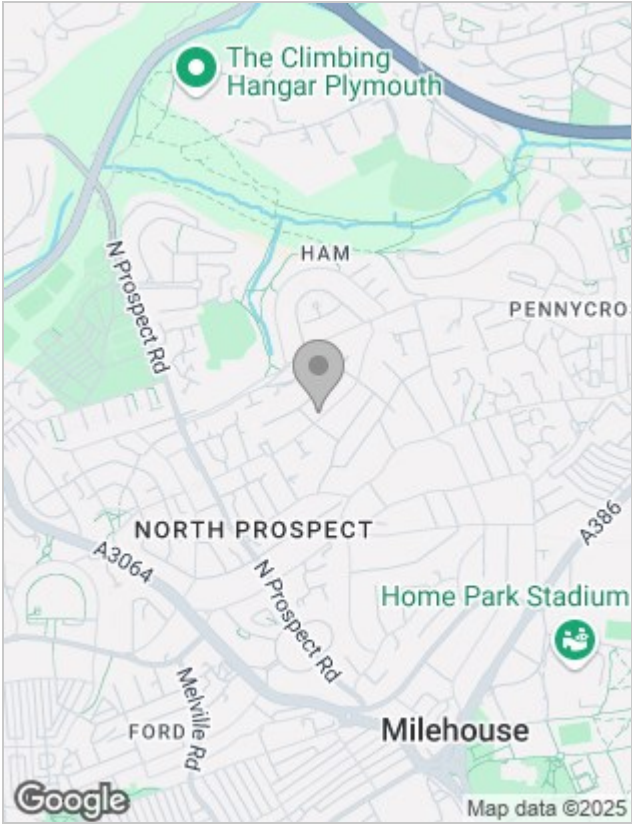 The Climbing
Hangar Plymouth
HAM
N Prospect Rd
PENNYCRO
NORTH PROSPECT
A3064
A386
N Prospect Rd
Home Park Stadium
Melville Rd
FORD
Milehouse
Google
Map data ©2025